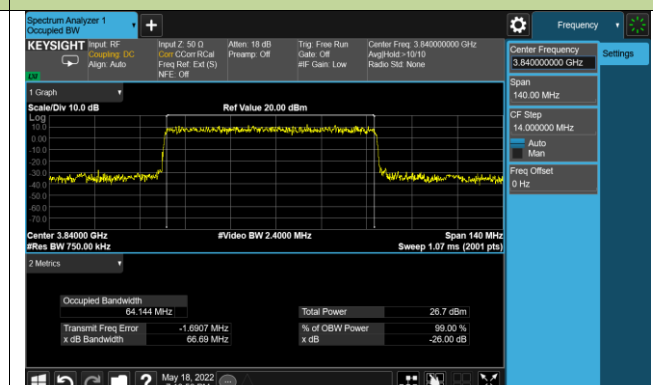 Spectrum Analyzer 1
Occupied BW
+
Frequency
KEYSIGHT
Input: RF
Coupling: DC
Align: Auto
Input Z: 50 Ω
Corr CCorr RCal
Freq Ref: Ext (S)
NFE: Off
Atten: 18 dB
Preamp: Off
Trig: Free Run
Gate: Off
#IF Gain: Low
Center Freq: 3.840000000 GHz
Avg|Hold:>10/10
Radio Std: None
Center Frequency
3.840000000 GHz
Settings
Span
140.00 MHz
CF Step
14.000000 MHz
Auto
Man
Freq Offset
0 Hz
1 Graph
Scale/Div 10.0 dB
Ref Value 20.00 dBm
Log
10.0
0.00
-10.0
-20.0
-30.0
-40.0
-50.0
-60.0
-70.0
Center 3.84000 GHz
#Video BW 2.4000 MHz
Span 140 MHz
#Res BW 750.00 kHz
Sweep 1.07 ms (2001 pts)
2 Metrics
Occupied Bandwidth
64.144 MHz
Total Power
26.7 dBm
Transmit Freq Error
-1.6907 MHz
% of OBW Power
99.00 %
x dB Bandwidth
66.69 MHz
x dB
-26.00 dB
?
May 18, 2022